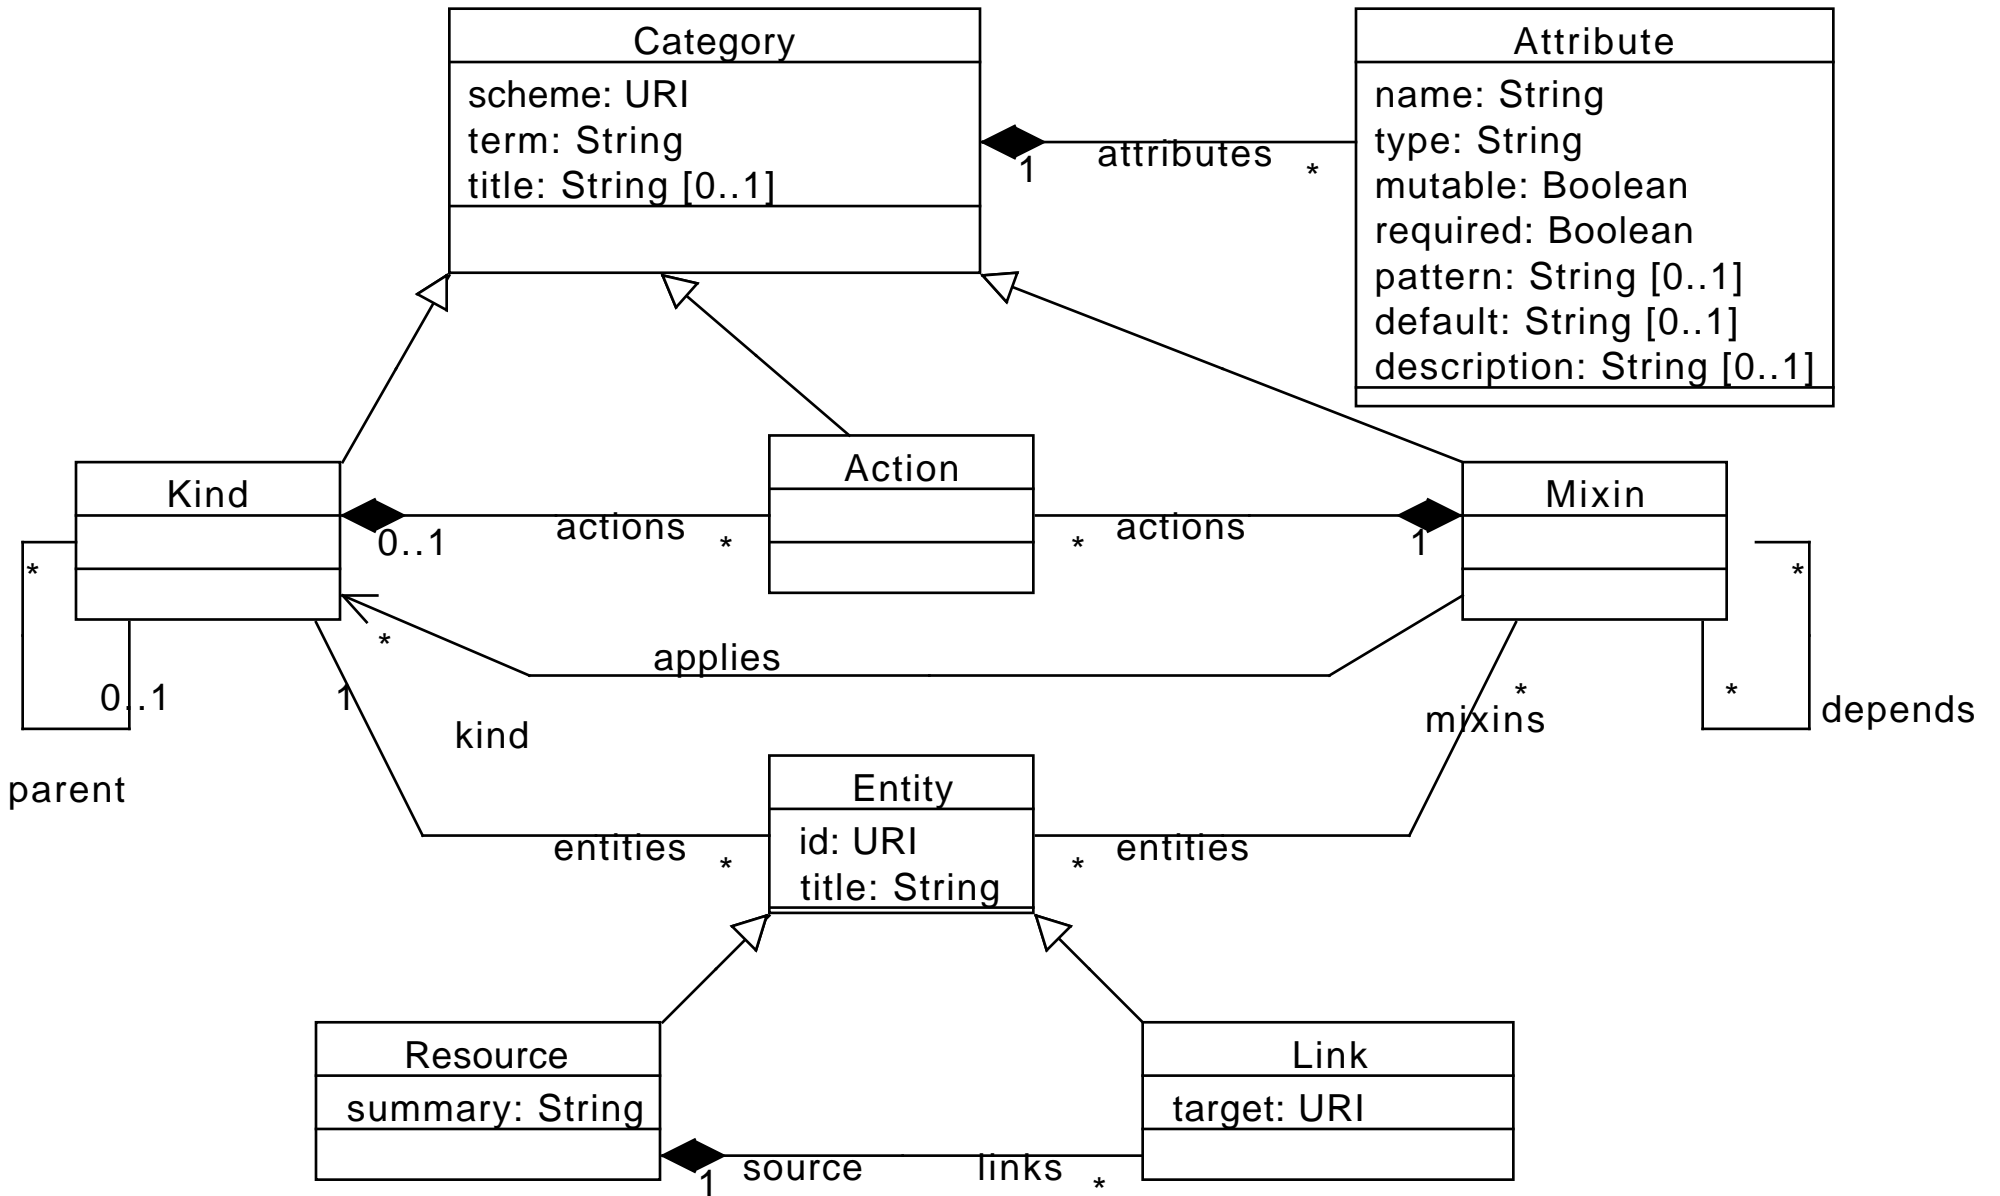 Category
scheme: URI
term: String
title: String [0..1]
Attribute
name: String
type: String
mutable: Boolean
required: Boolean
pattern: String [0..1]
default: String [0..1]
description: String [0..1]
1
attributes
*
Kind
Action
Mixin
0..1
actions
*
*
actions
1
*
0..1
parent
*
applies
*
*
depends
1
kind
*
mixins
Entity
id: URI
title: String
entities
*
*
entities
Resource
summary: String
Link
target: URI
1
source
links
*